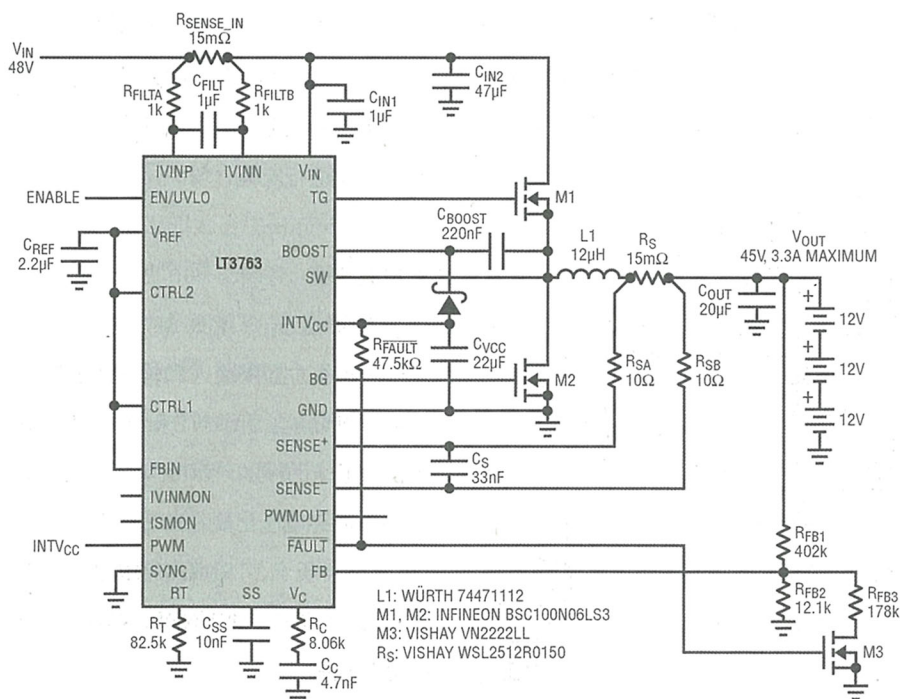 RSENSE_IN
15mΩ
VIN
48V
RFILTA
1k
CFILT
1µF
RFILTB
1k
CIN1
1µF
CIN2
47µF
IVINP
IVINN
VIN
ENABLE
EN/UVLO
TG
M1
VREF
CREF
2.2µF
LT3763
BOOST
CBOOST
220nF
L1
12µH
RS
15mΩ
VOUT
45V, 3.3A MAXIMUM
CTRL2
SW
COUT
20µF
+
12V
INTVCC
RFAULT
47.5kΩ
CVCC
22µF
+
12V
BG
M2
RSA
10Ω
RSB
10Ω
CTRL1
GND
+
12V
SENSE+
CS
33nF
FBIN
SENSE–
IVINMON
ISMON
PWMOUT
INTVCC
PWM
FAULT
RFB1
402k
SYNC
FB
RFB2
12.1k
RFB3
178k
RT
SS
VC
RT
82.5k
CSS
10nF
RC
8.06k
CC
4.7nF
L1: WÜRTH 74471112
M1, M2: INFINEON BSC100N06LS3
M3: VISHAY VN2222LL
RS: VISHAY WSL2512R0150
M3